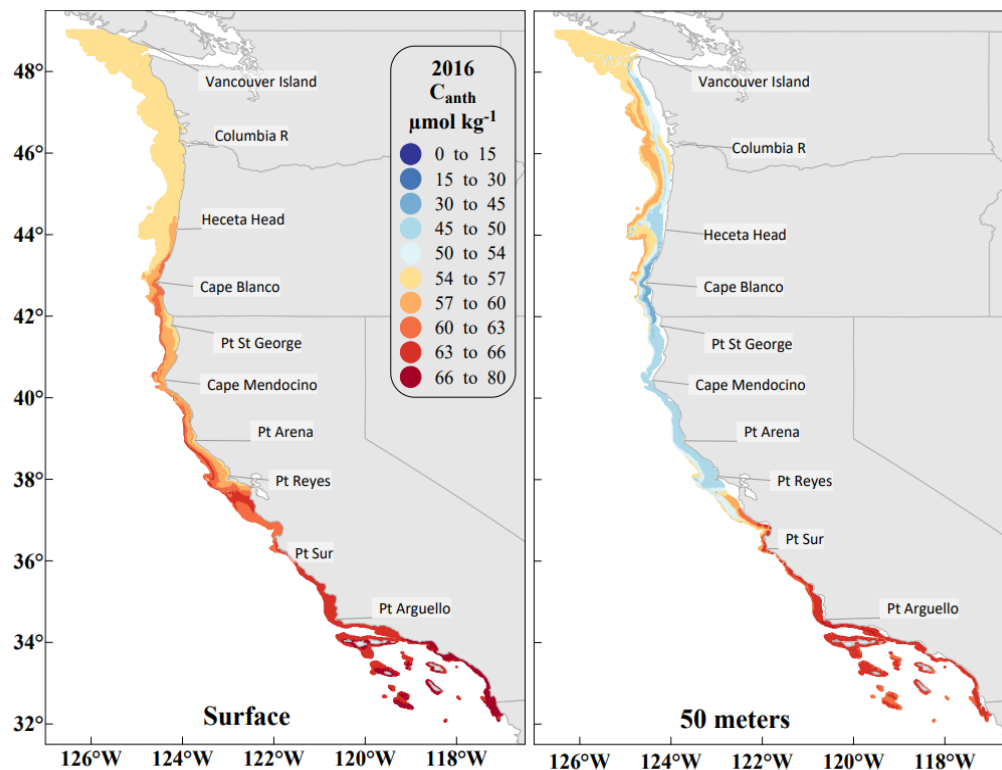 48°
46°
44°
42°
40°
38°
36°
34°
32°
Vancouver Island
Columbia R
Heceta Head
Cape Blanco
Pt St George
Cape Mendocino
Pt Arena
Pt Reyes
Pt Sur
Pt Arguello
2016
C_anth
µmol kg⁻¹
0 to 15
15 to 30
30 to 45
45 to 50
50 to 54
54 to 57
57 to 60
60 to 63
63 to 66
66 to 80
Surface
126°W 124°W 122°W 120°W 118°W
Vancouver Island
Columbia R
Heceta Head
Cape Blanco
Pt St George
Cape Mendocino
Pt Arena
Pt Reyes
Pt Sur
Pt Arguello
50 meters
126°W 124°W 122°W 120°W 118°W